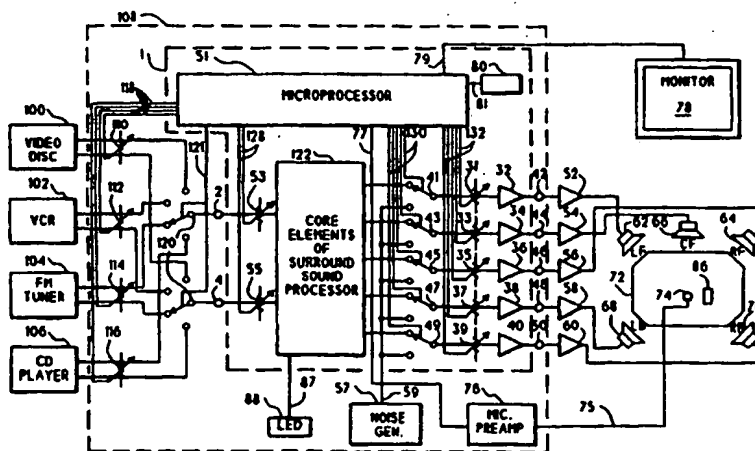 108
1
51
79
80
MICROPROCESSOR
81
MONITOR
78
100
118
110
VIDEO
DISC
121
128
77
130
132
122
102
VCR
112
2
53
41
31
32
42
52
62
66
CF
64
LF
RF
104
FM
TUNER
120
114
4
55
CORE
ELEMENTS
OF
SURROUND
SOUND
PROCESSOR
43
33
34
44
54
45
35
36
46
56
72
74
86
106
CD
PLAYER
116
47
37
38
48
58
68
LB
49
39
40
50
60
87
88
LED
57
59
NOISE
GEN.
76
MIC.
PREAMP
75